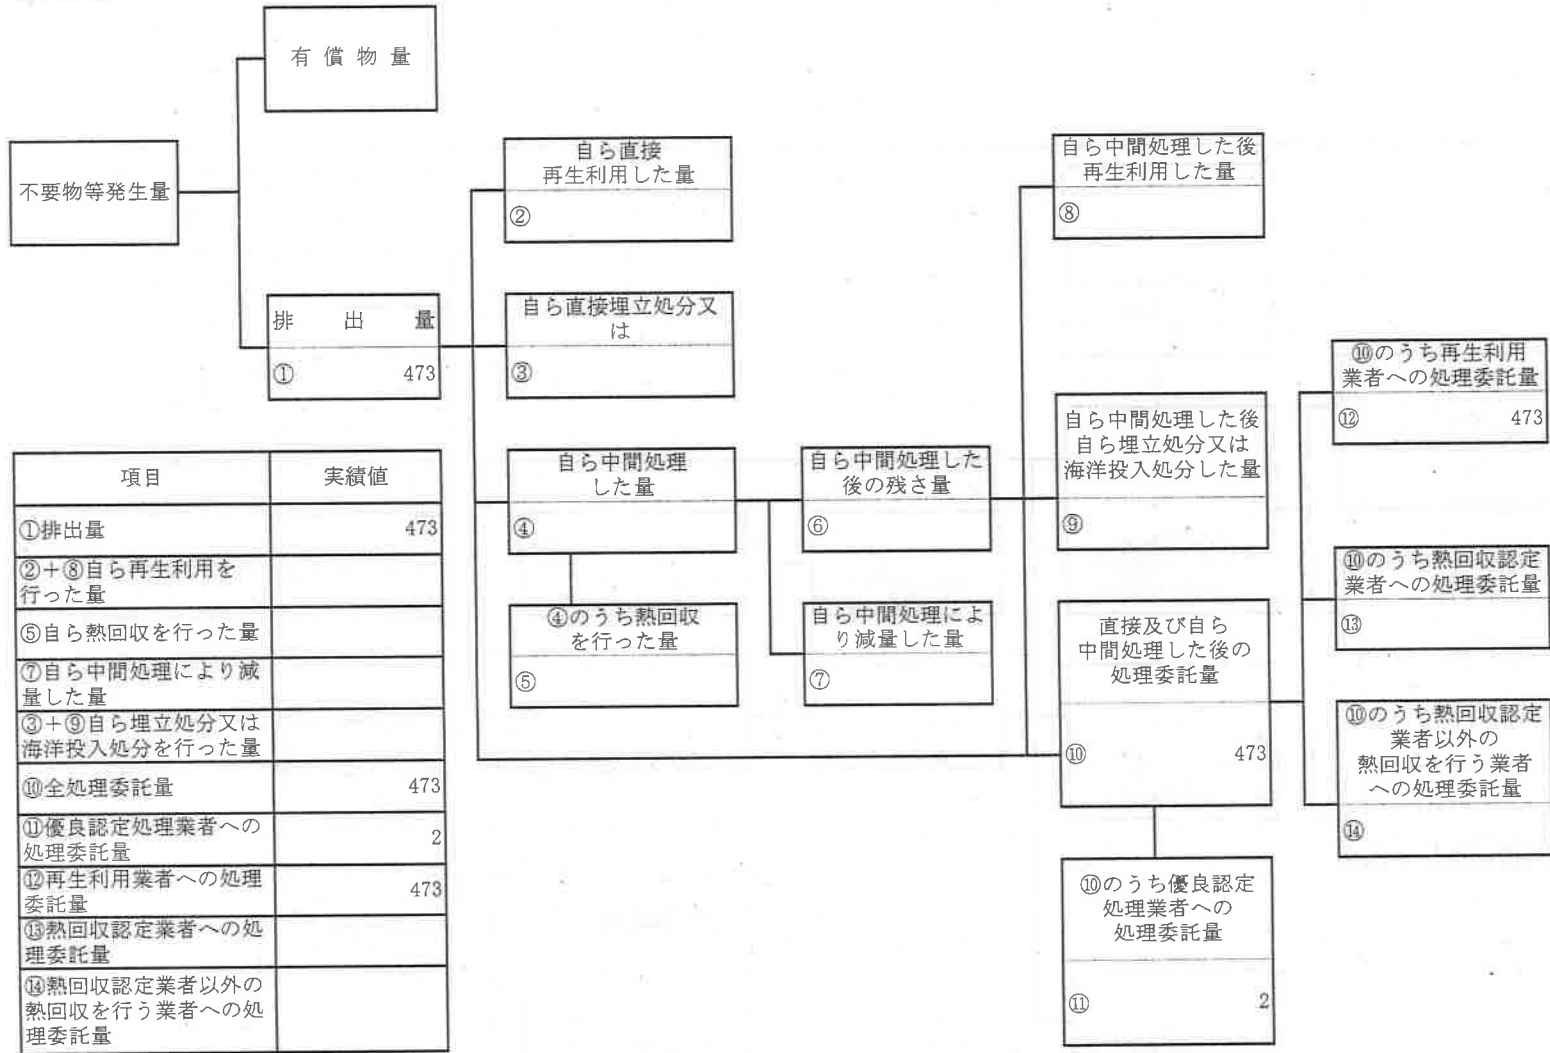 有 償 物 量
不要物等発生量
排 出 量
① 473
自ら直接
再生利用した量
②
自ら直接埋立処分又
は
③
自ら中間処理
した量
④
④のうち熱回収
を行った量
⑤
自ら中間処理した
後の残さ量
⑥
自ら中間処理によ
り減量した量
⑦
自ら中間処理した後
再生利用した量
⑧
自ら中間処理した後
自ら埋立処分又は
海洋投入処分した量
⑨
直接及び自ら
中間処理した後の
処理委託量
⑩ 473
⑩のうち優良認定
処理業者への
処理委託量
⑪ 2
⑩のうち再生利用
業者への処理委託量
⑫ 473
⑩のうち熱回収認定
業者への処理委託量
⑬
⑩のうち熱回収認定
業者以外の
熱回収を行う業者
への処理委託量
⑭
項目 実績値
①排出量 473
②+⑧自ら再生利用を
行った量
⑤自ら熱回収を行った量
⑦自ら中間処理により減
量した量
③+⑨自ら埋立処分又は
海洋投入処分を行った量
⑩全処理委託量 473
⑪優良認定処理業者への
処理委託量 2
⑫再生利用業者への処理
委託量 473
⑬熱回収認定業者への処
理委託量
⑭熱回収認定業者以外の
熱回収を行う業者への処
理委託量